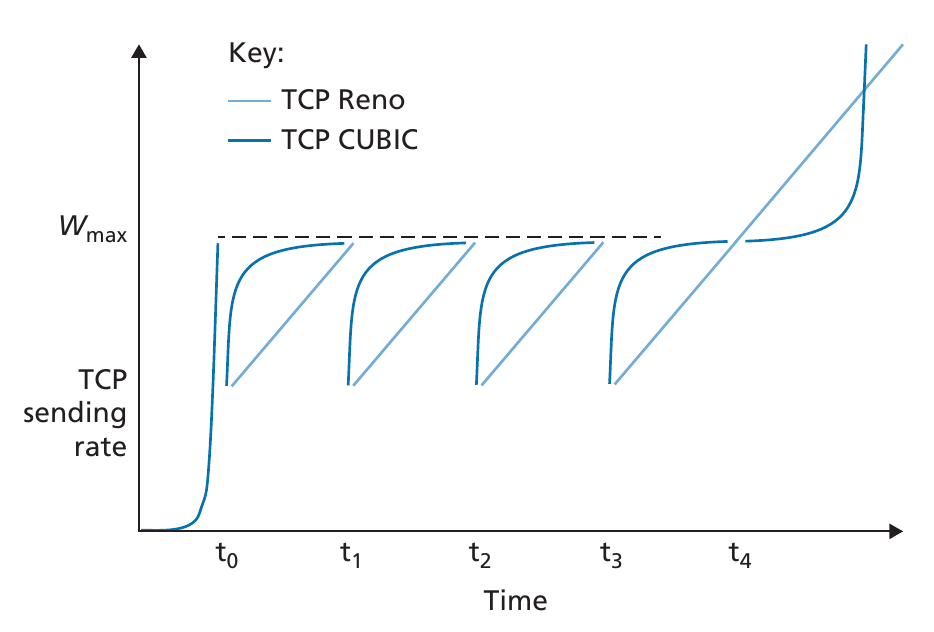 Key:
TCP Reno
TCP CUBIC
Wmax
TCP
sending
rate
t0 t1 t2 t3 t4
Time